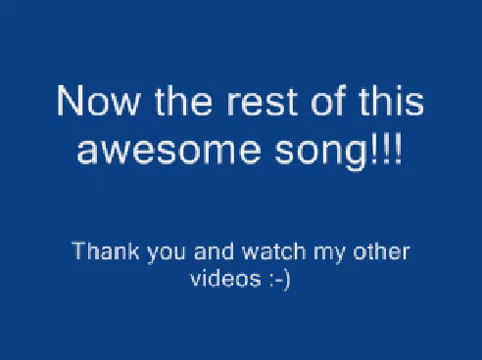 Now the rest of this
awesome song!!!
Thank you and watch my other
videos :-)